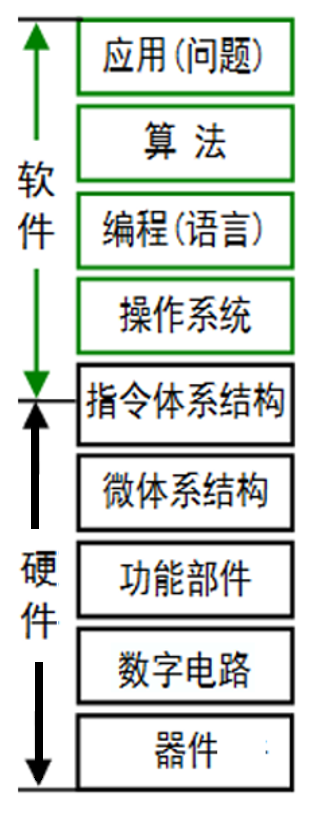 应用(问题)
算 法
编程(语言)
操作系统
指令体系结构
微体系结构
功能部件
数字电路
器件
软件
硬件